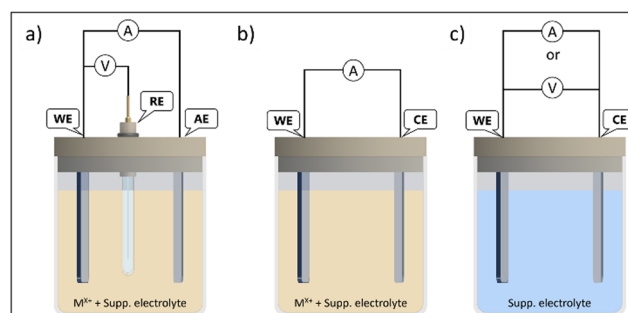 a)
A
V
RE
WE
AE
Mˣ⁺ + Supp. electrolyte
b)
A
WE
CE
Mˣ⁺ + Supp. electrolyte
c)
A
or
V
WE
CE
Supp. electrolyte